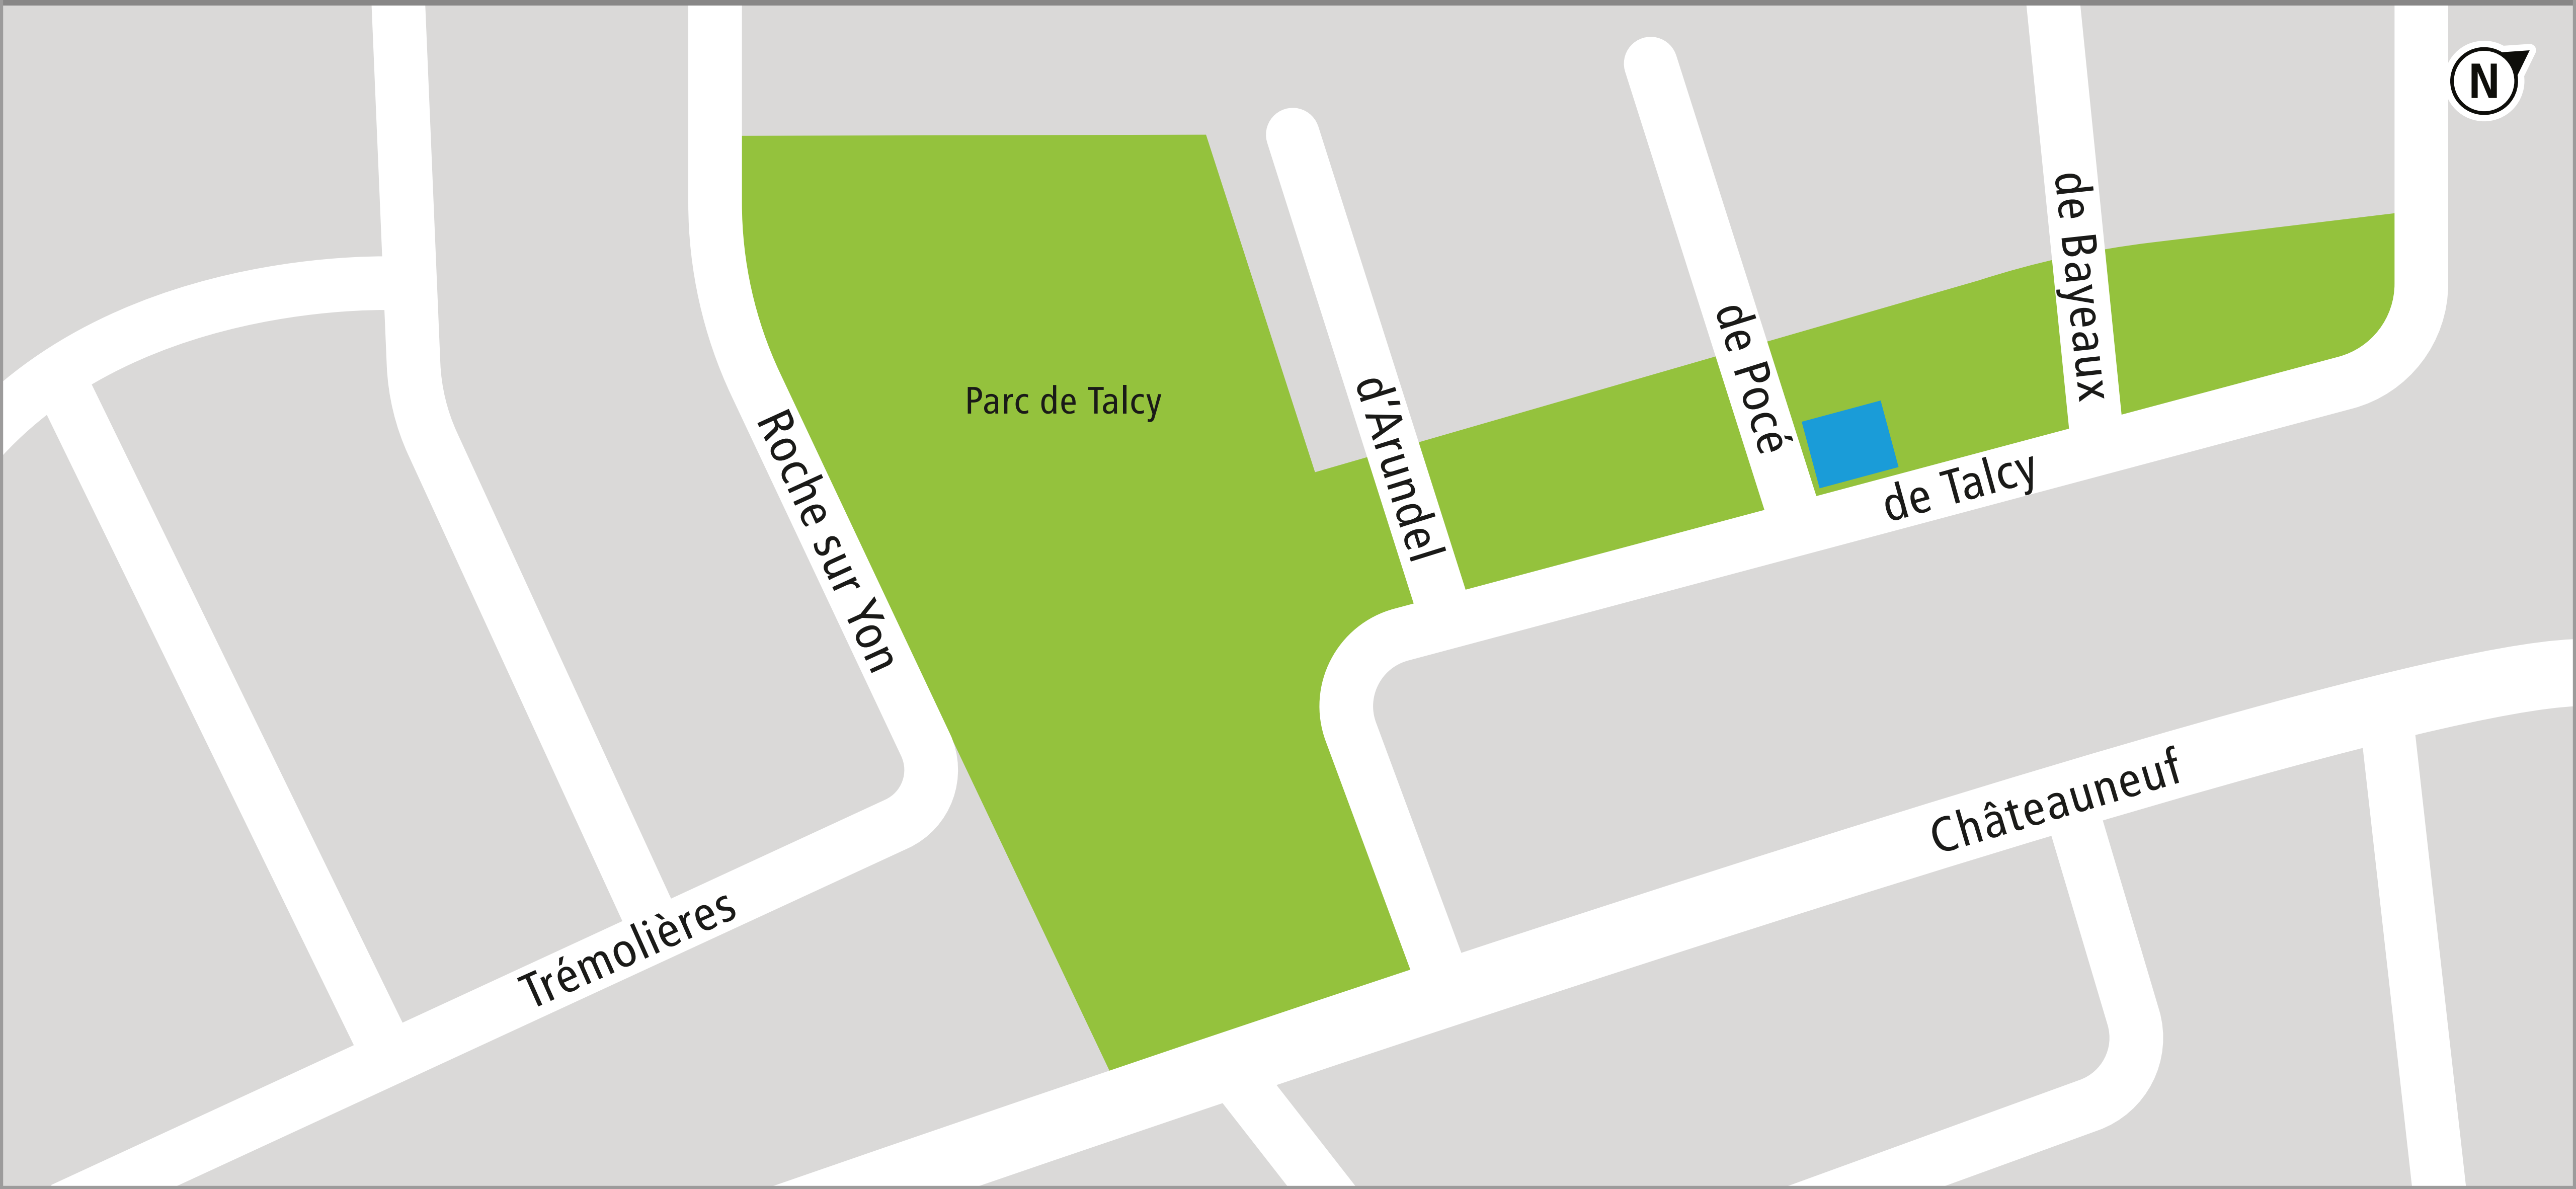 N
de Bayeaux
de Pocé
d'Arundel
Parc de Talcy
Roche sur Yon
de Talcy
Châteauneuf
Trémolières